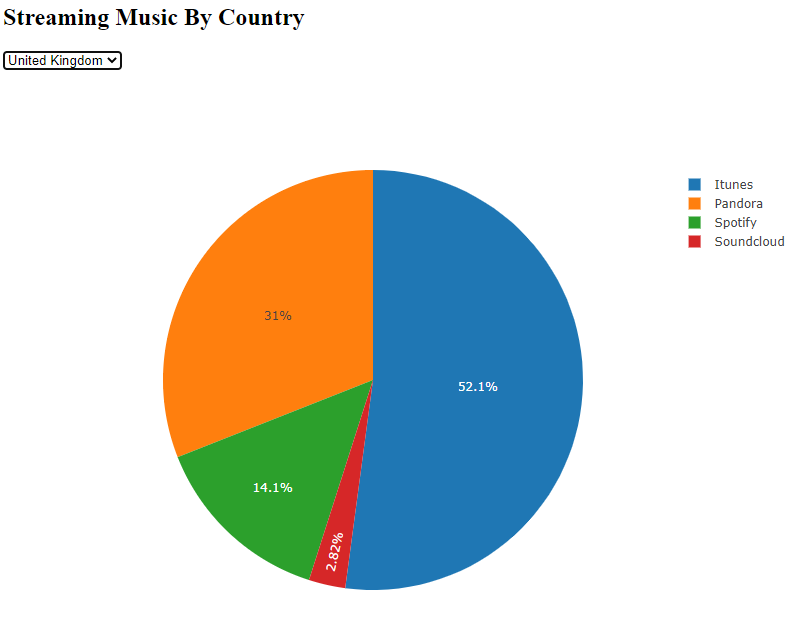 Streaming Music By Country
United Kingdom
Itunes
Pandora
Spotify
Soundcloud
31%
52.1%
14.1%
2.82%